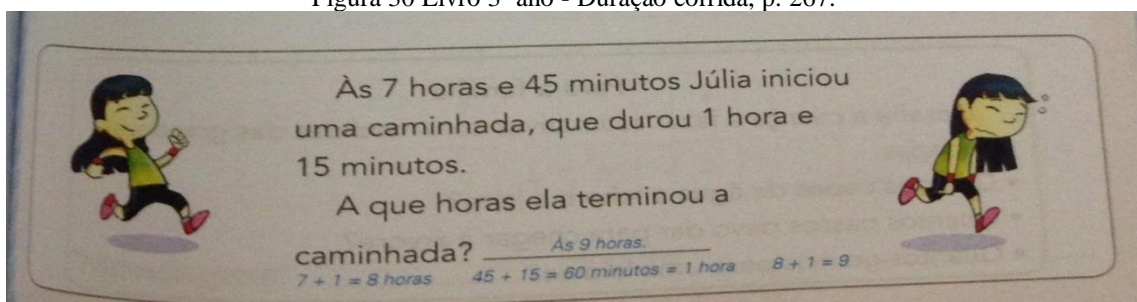 Figura 30 Livro 3º ano - Duração corrida, p. 267.
Às 7 horas e 45 minutos Júlia iniciou
uma caminhada, que durou 1 hora e
15 minutos.
A que horas ela terminou a
caminhada? Às 9 horas.
7 + 1 = 8 horas 45 + 15 = 60 minutos = 1 hora 8 + 1 = 9